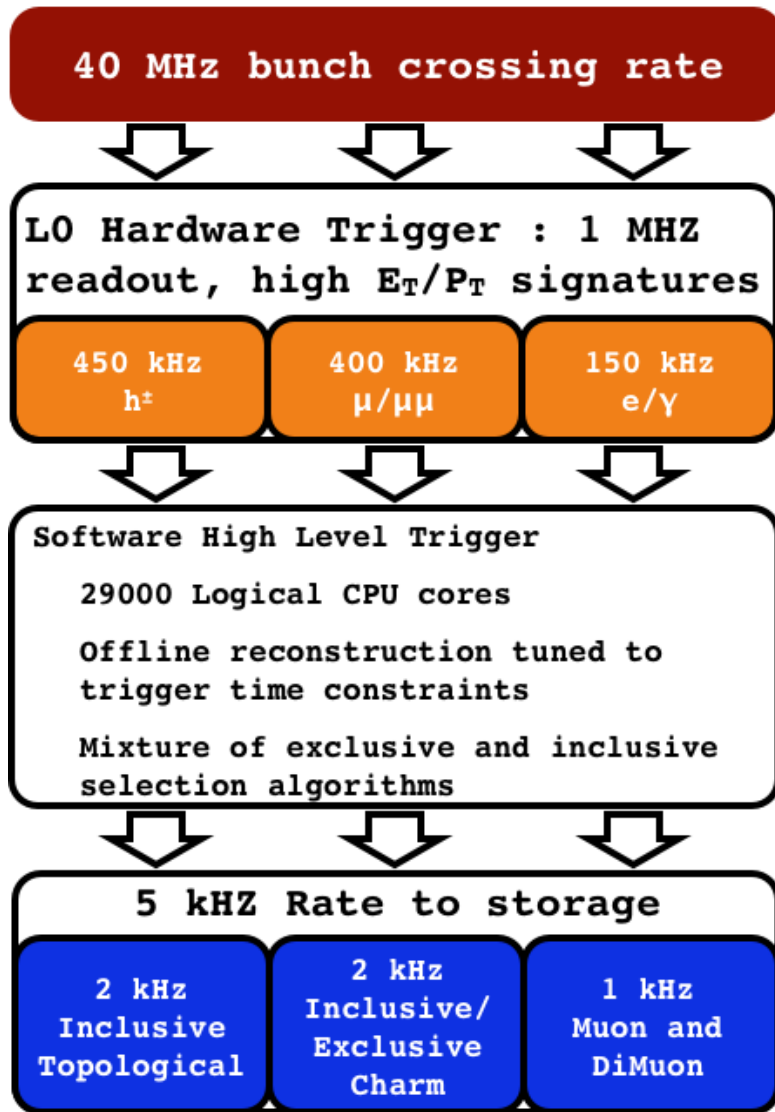 40 MHz bunch crossing rate
L0 Hardware Trigger : 1 MHZ
readout, high ET/PT signatures
450 kHz
h±
400 kHz
μ/μμ
150 kHz
e/γ
Software High Level Trigger
29000 Logical CPU cores
Offline reconstruction tuned to
trigger time constraints
Mixture of exclusive and inclusive
selection algorithms
5 kHZ Rate to storage
2 kHz
Inclusive
Topological
2 kHz
Inclusive/
Exclusive
Charm
1 kHz
Muon and
DiMuon